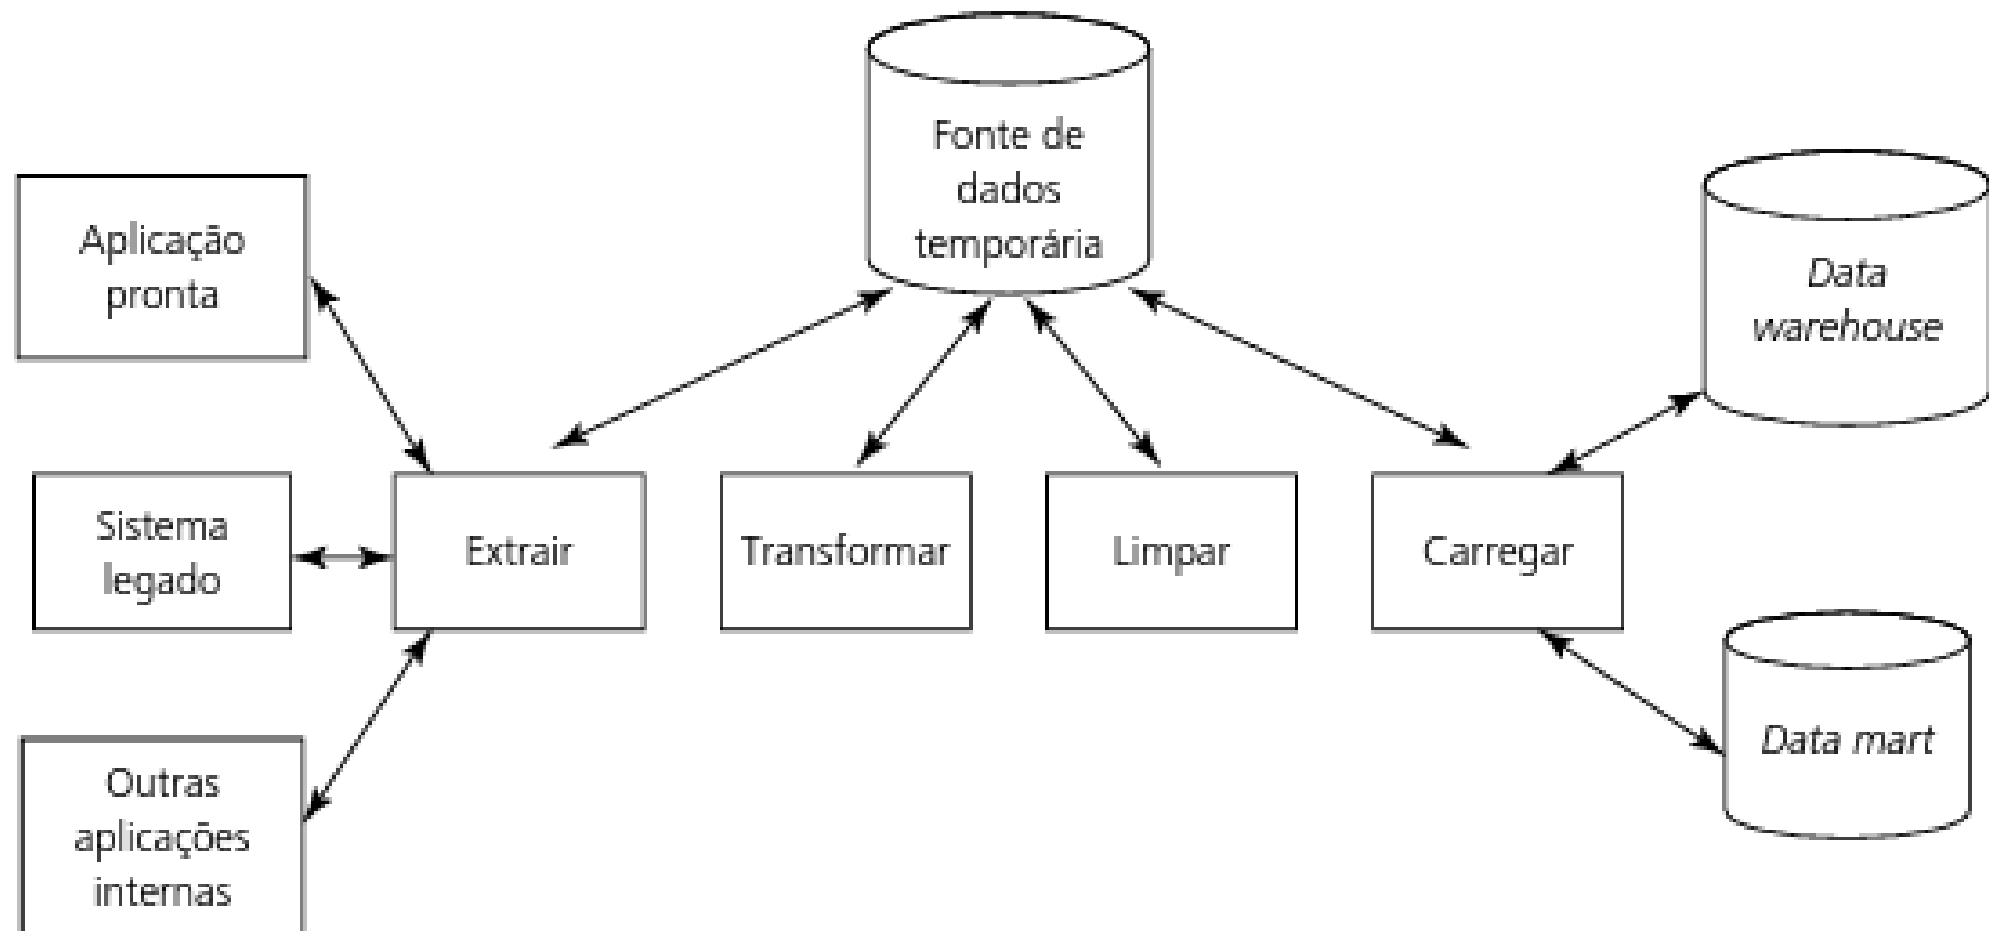 Fonte de
dados
temporária
Aplicação
pronta
Data
warehouse
Sistema
legado
Extrair
Transformar
Limpar
Carregar
Outras
aplicações
internas
Data mart